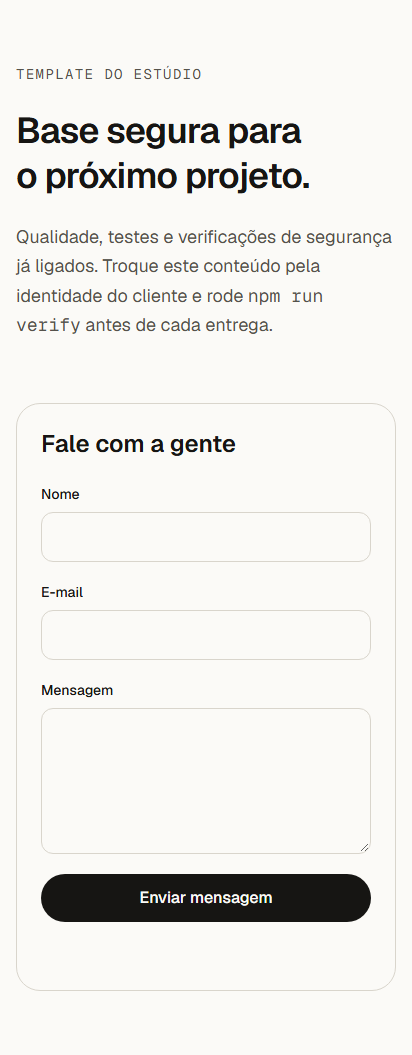 TEMPLATE DO ESTÚDIO
Base segura para
o próximo projeto.
Qualidade, testes e verificações de segurança
já ligados. Troque este conteúdo pela
identidade do cliente e rode npm run
verify antes de cada entrega.
Fale com a gente
Nome
E-mail
Mensagem
Enviar mensagem